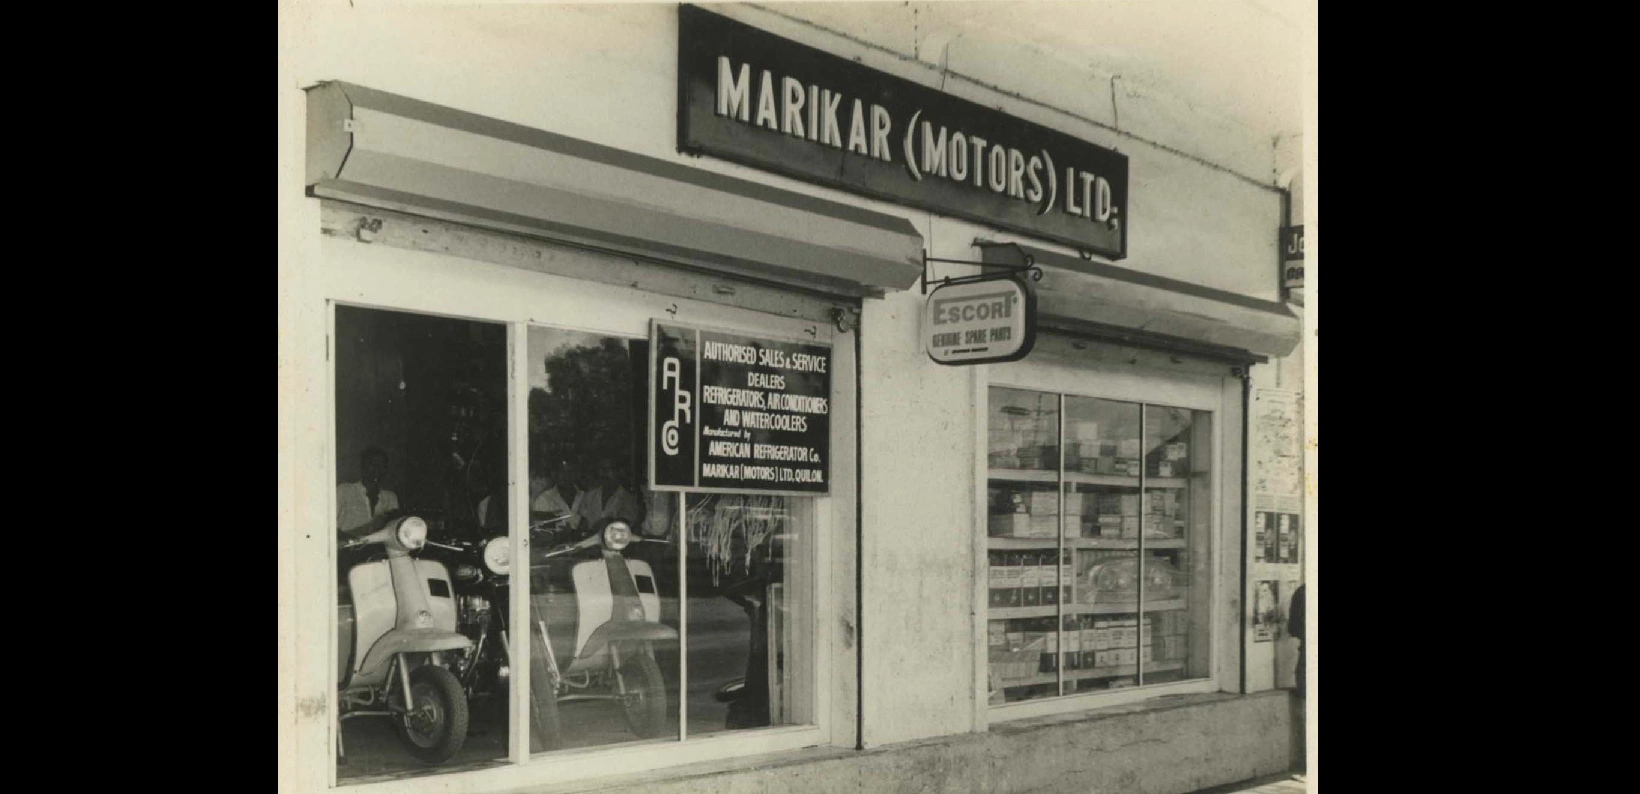 MARIKAR (MOTORS) LTD;
ESCORT
GENUINE SPARE PARTS
ARCo
AUTHORISED SALES & SERVICE
DEALERS
REFRIGERATORS, AIR CONDITIONERS
AND WATERCOOLERS
Manufactured by
AMERICAN REFRIGERATOR Co.
MARIKAR (MOTORS) LTD, QUILON.